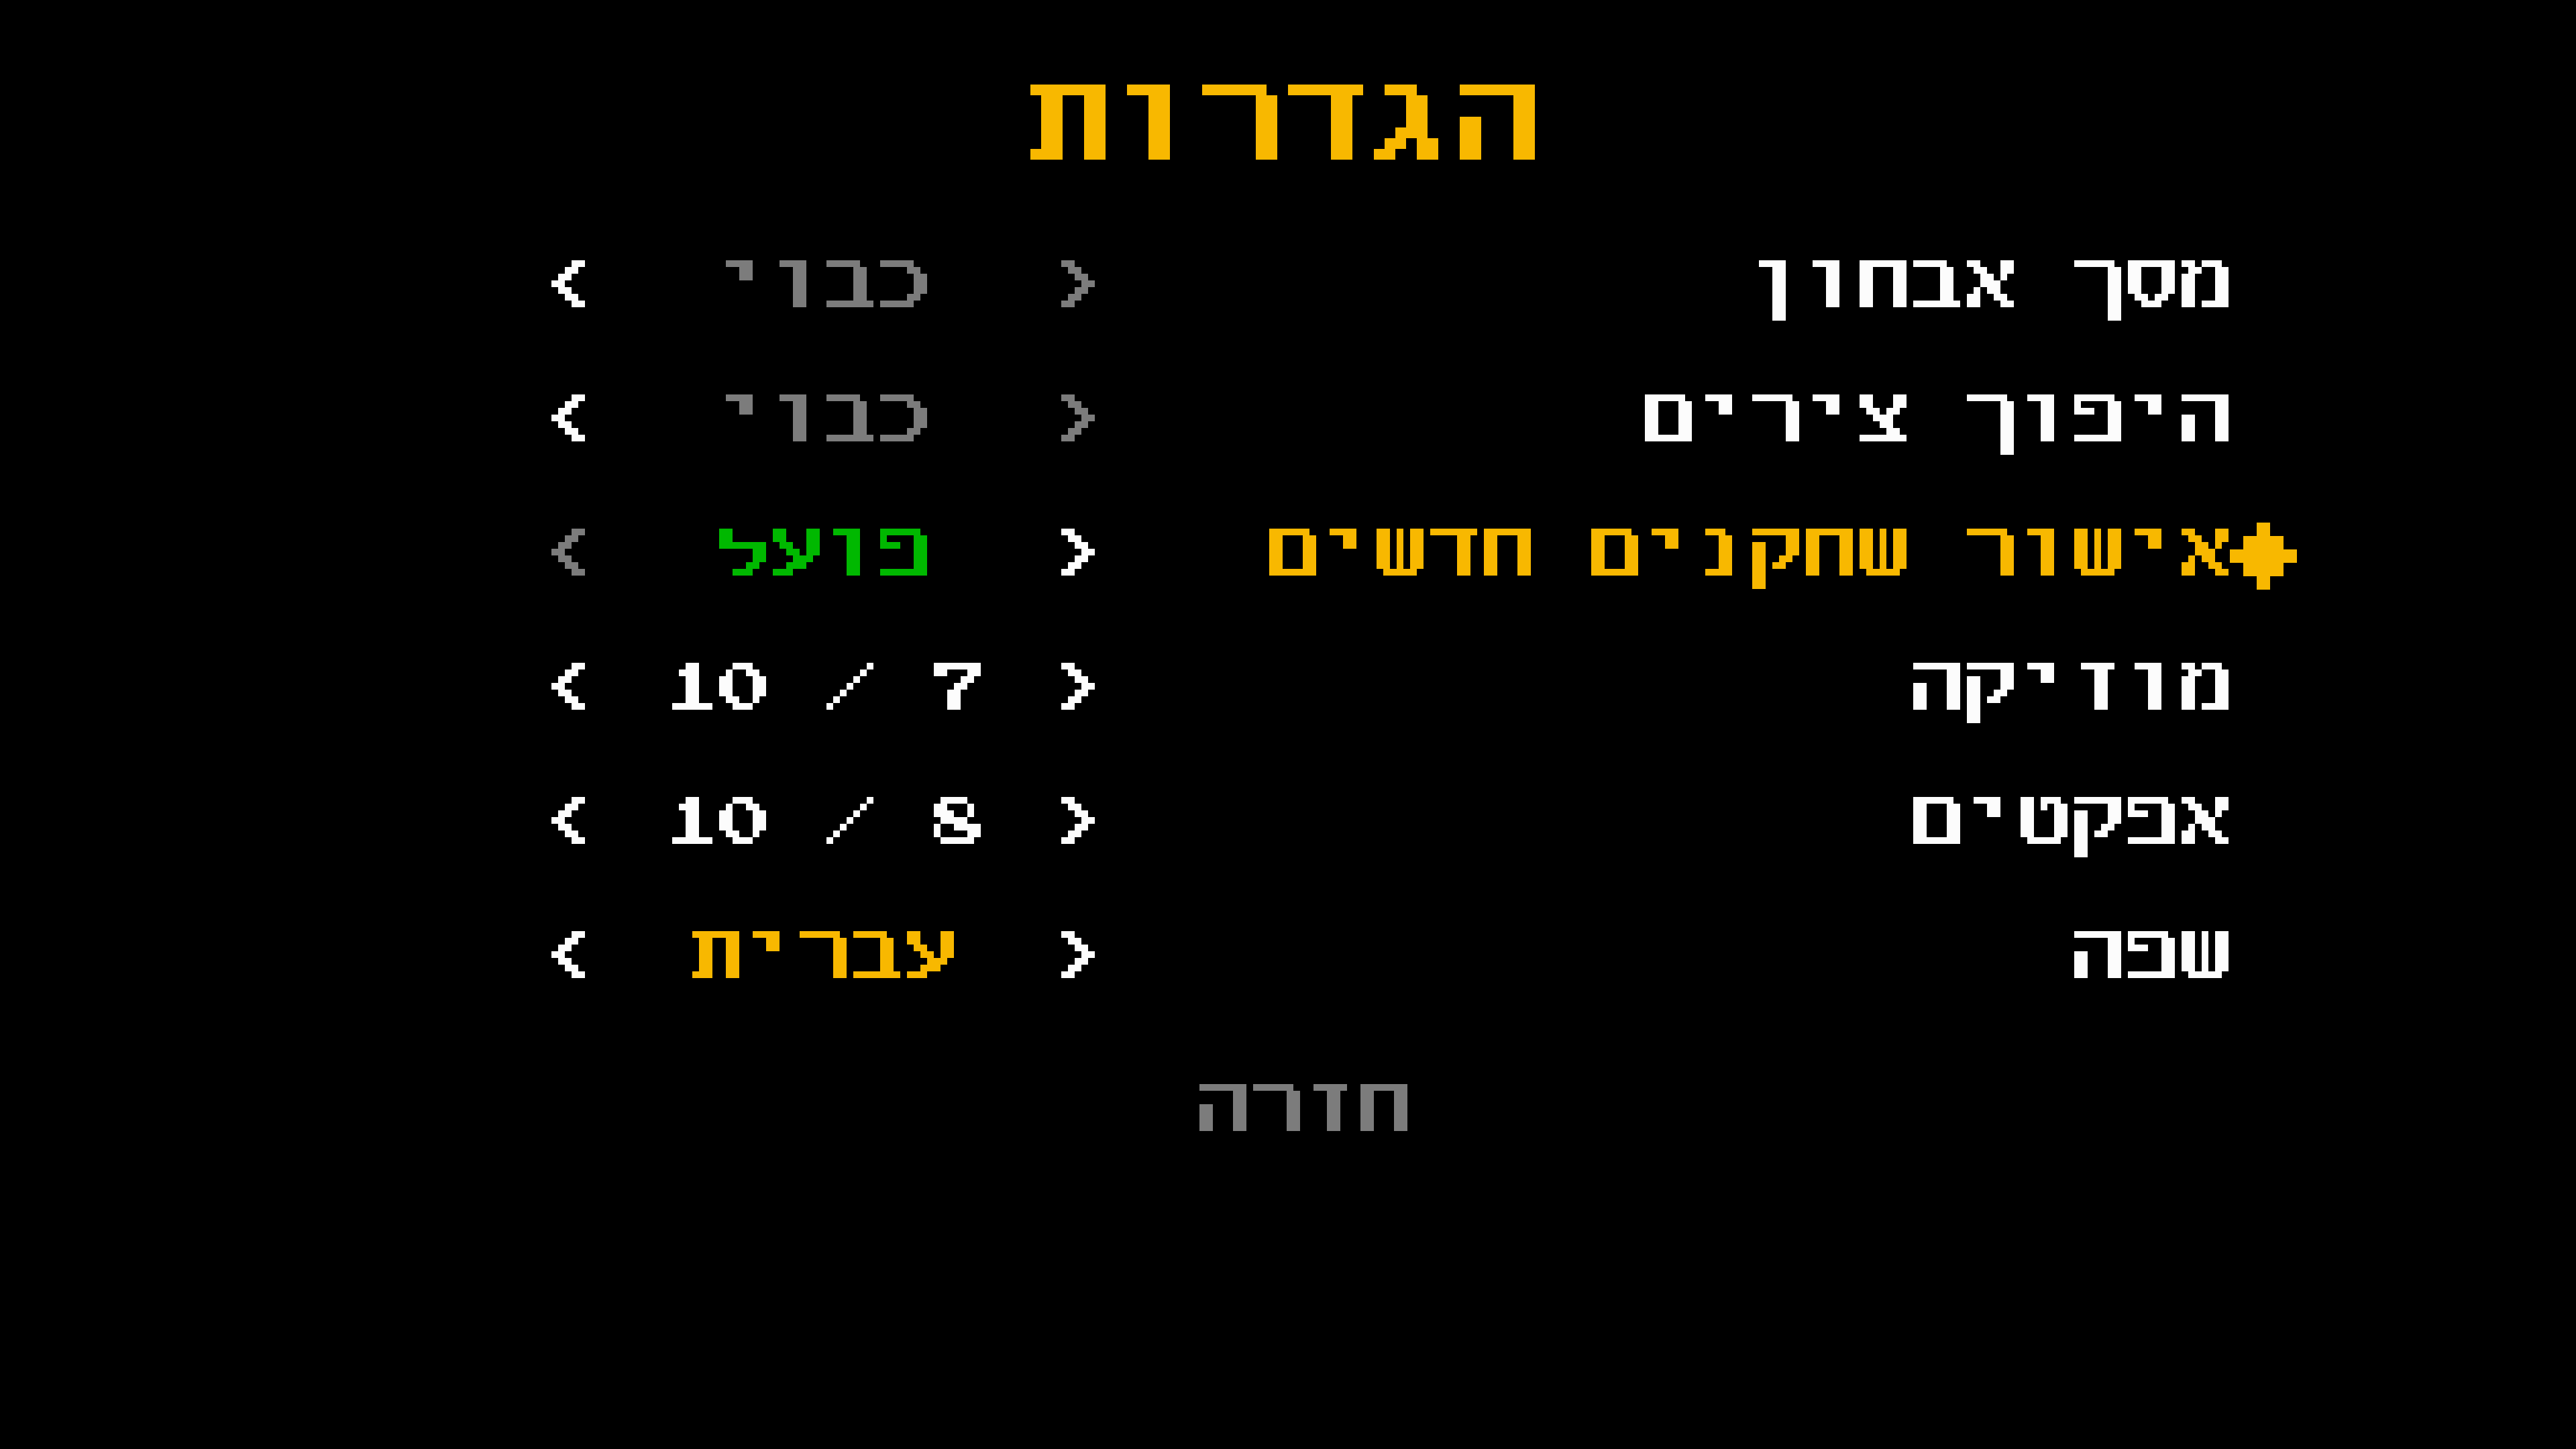 הגדרות
מסך אבחון < כבוי >
היפוך צירים < כבוי >
אישור שחקנים חדשים < פועל >
מוזיקה < 7 / 10 >
אפקטים < 8 / 10 >
שפה < עברית >
חזרה